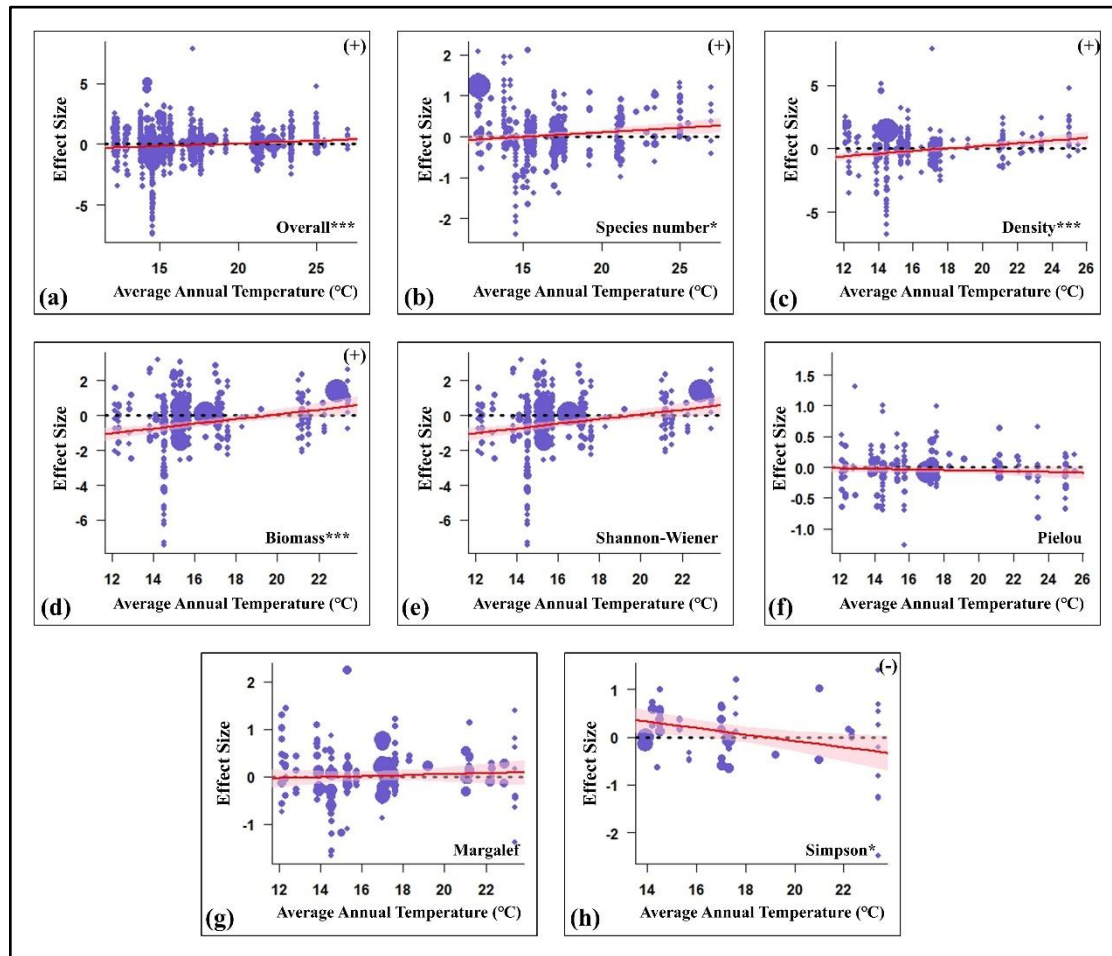 (+)
5
0
-5
15 20 25
Effect Size
Overall***
(a) Average Annual Temperature (°C)
(+)
2
1
0
-1
-2
15 20 25
Effect Size
Species number*
(b) Average Annual Temperature (°C)
(+)
5
0
-5
12 14 16 18 20 22 24 26
Effect Size
Density***
(c) Average Annual Temperature (°C)
(+)
2
0
-2
-4
-6
12 14 16 18 20 22
Effect Size
Biomass***
(d) Average Annual Temperature (°C)
2
0
-2
-4
-6
12 14 16 18 20 22
Effect Size
Shannon-Wiener
(e) Average Annual Temperature (°C)
1.5
1.0
0.5
0.0
-0.5
-1.0
12 14 16 18 20 22 24 26
Effect Size
Pielou
(f) Average Annual Temperature (°C)
2
1
0
-1
12 14 16 18 20 22
Effect Size
Margalef
(g) Average Annual Temperature (°C)
(-)
1
0
-1
-2
14 16 18 20 22
Effect Size
Simpson*
(h) Average Annual Temperature (°C)